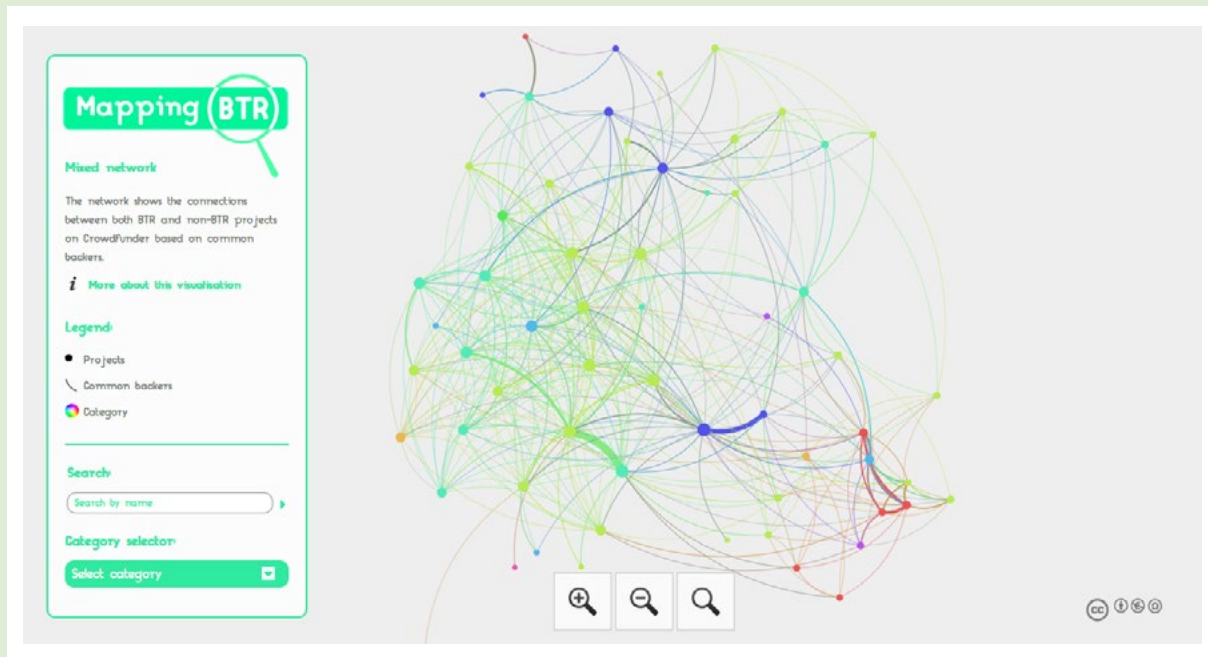 Mapping BTR
Mixed network
The network shows the connections
between both BTR and non-BTR projects
on Crowdfunder based on common
backers.
i More about this visualisation
Legend:
Projects
Common backers
Category
Search:
Search by name
Category selector:
Select category
cc